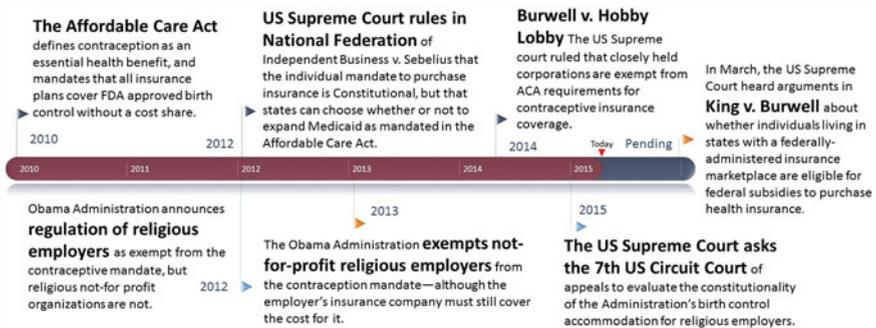 The Affordable Care Act
defines contraception as an
essential health benefit, and
mandates that all insurance
plans cover FDA approved birth
control without a cost share.
2010
US Supreme Court rules in
National Federation of
Independent Business v. Sebelius that
the individual mandate to purchase
insurance is Constitutional, but that
states can choose whether or not to
expand Medicaid as mandated in the
Affordable Care Act.
2012
Burwell v. Hobby
Lobby The US Supreme
court ruled that closely held
corporations are exempt from
ACA requirements for
contraceptive insurance
coverage.
2014
Today
Pending
In March, the US Supreme
Court heard arguments in
King v. Burwell about
whether individuals living in
states with a federally-
administered insurance
marketplace are eligible for
federal subsidies to purchase
health insurance.
2010 2011 2012 2013 2014 2015
Obama Administration announces
regulation of religious
employers as exempt from the
contraceptive mandate, but
religious not-for profit
organizations are not.
2012
2013
The Obama Administration exempts not-
for-profit religious employers from
the contraception mandate—although the
employer's insurance company must still cover
the cost for it.
2015
The US Supreme Court asks
the 7th US Circuit Court of
appeals to evaluate the constitutionality
of the Administration's birth control
accommodation for religious employers.